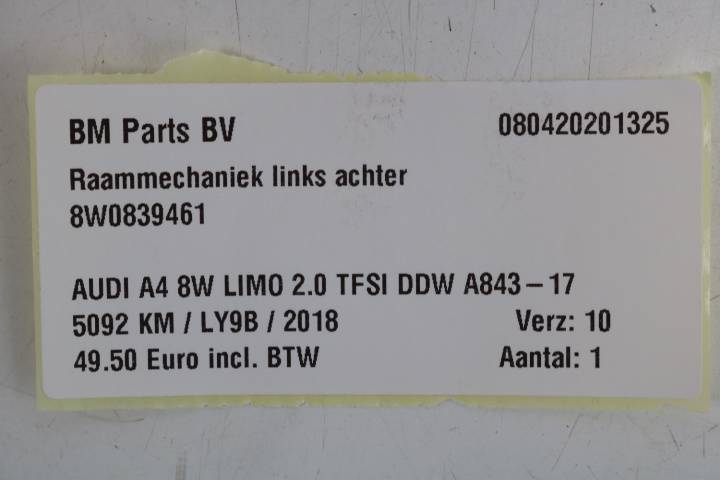 BM Parts BV 080420201325
Raammechaniek links achter
8W0839461
AUDI A4 8W LIMO 2.0 TFSI DDW A843-17
5092 KM / LY9B / 2018 Verz: 10
49.50 Euro incl. BTW Aantal: 1